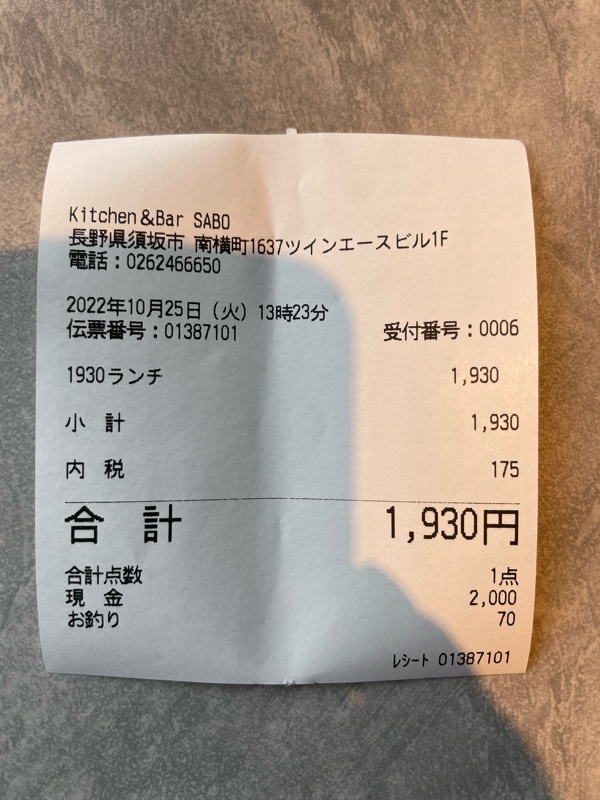 Kitchen&Bar SABO
長野県須坂市 南横町1637ツインエースビル1F
電話：0262466650
2022年10月25日（火）13時23分
伝票番号：01387101 受付番号：0006
1930ランチ 1,930
小 計 1,930
内 税 175
合 計 1,930円
合計点数 1点
現 金 2,000
お釣り 70
ﾚｼｰﾄ 01387101